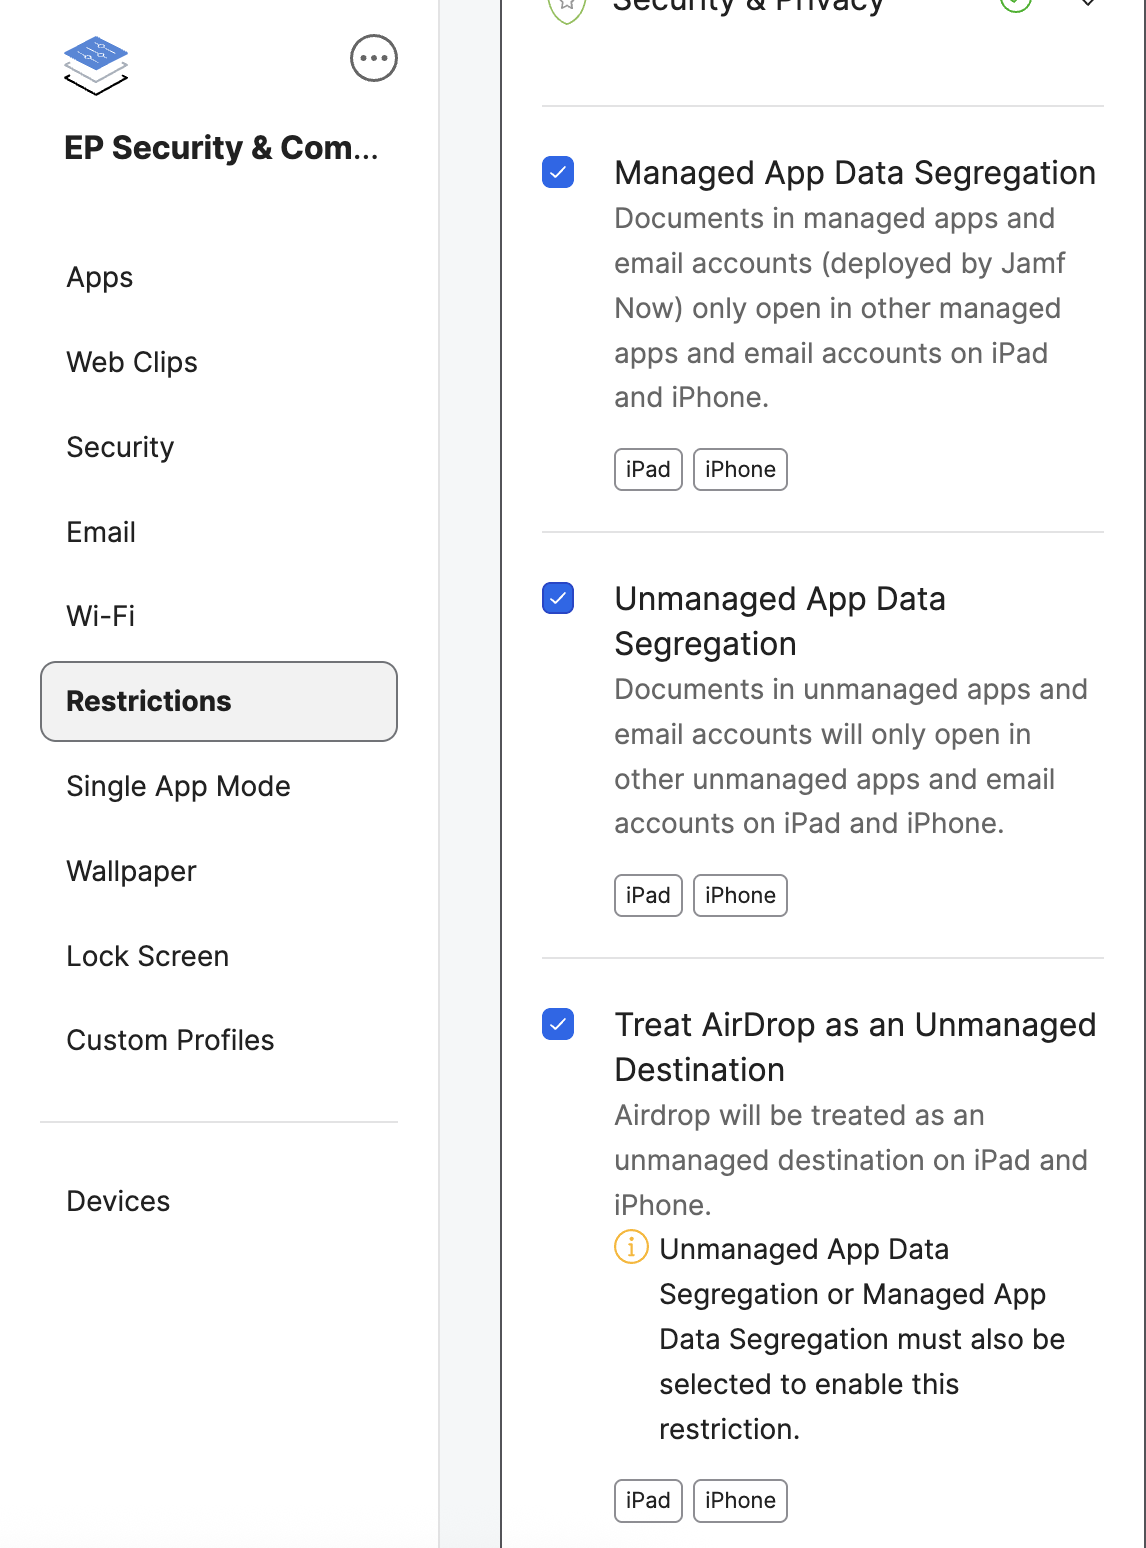 EP Security & Com...
Apps
Web Clips
Security
Email
Wi-Fi
Restrictions
Single App Mode
Wallpaper
Lock Screen
Custom Profiles
Devices
Security & Privacy
Managed App Data Segregation
Documents in managed apps and
email accounts (deployed by Jamf
Now) only open in other managed
apps and email accounts on iPad
and iPhone.
iPad iPhone
Unmanaged App Data
Segregation
Documents in unmanaged apps and
email accounts will only open in
other unmanaged apps and email
accounts on iPad and iPhone.
iPad iPhone
Treat AirDrop as an Unmanaged
Destination
Airdrop will be treated as an
unmanaged destination on iPad and
iPhone.
Unmanaged App Data
Segregation or Managed App
Data Segregation must also be
selected to enable this
restriction.
iPad iPhone